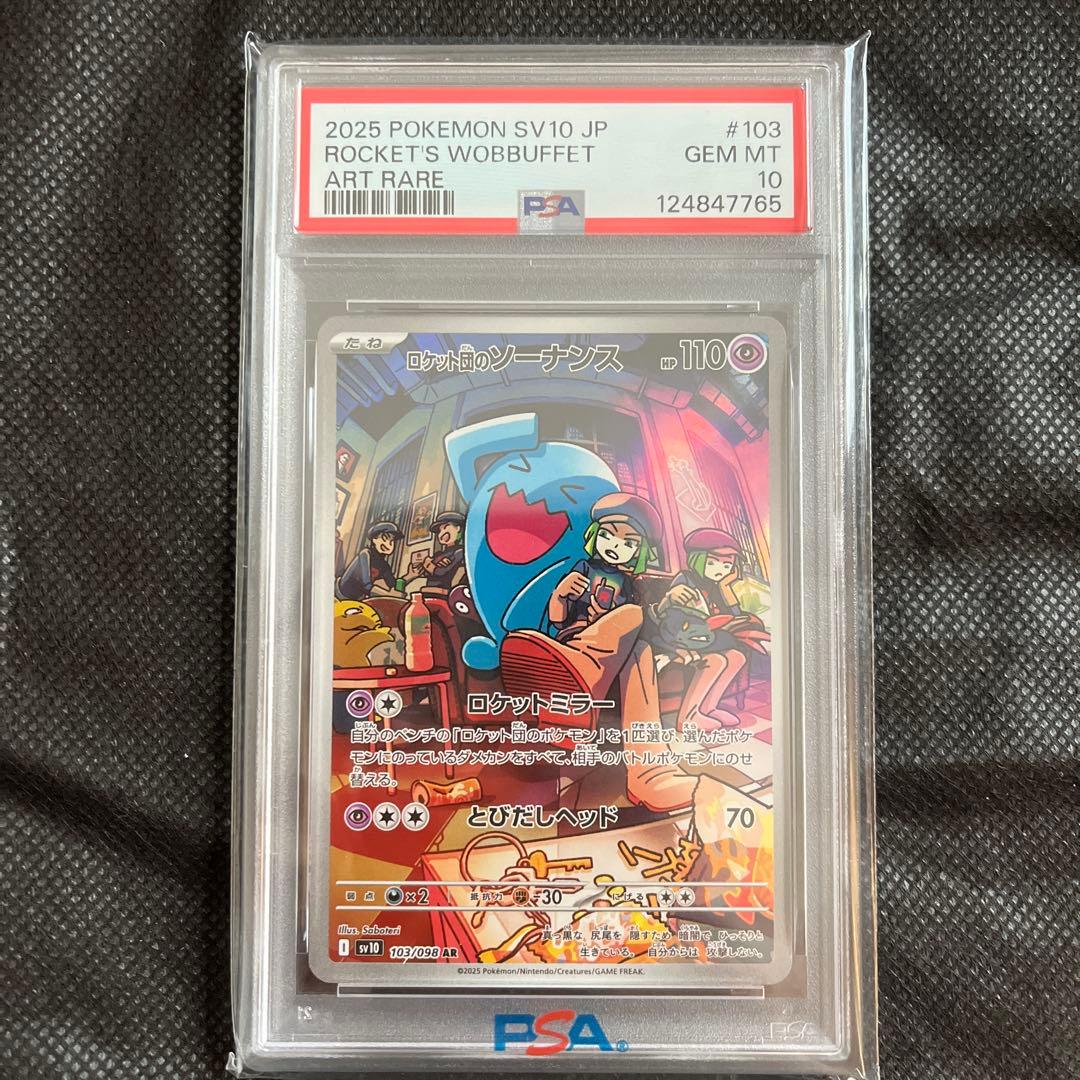 2025 POKEMON SV10 JP #103
ROCKET'S WOBBUFFET GEM MT
ART RARE 10
PSA 124847765
たね ロケット団のソーナンス HP 110
ロケットミラー
自分のベンチの「ロケット団のポケモン」を1匹選び、選んだポケ
モンにのっているダメカンをすべて、相手のバトルポケモンにのせ
替える。
とびだしヘッド 70
弱点 ×2 抵抗力 -30 にげる
Illus. Saboteri
真っ黒な 尻尾を 隠すため 暗闇で ひっそりと
I sv10 103/098 AR 生きている。 自分からは 攻撃しない。
©2025 Pokémon/Nintendo/Creatures/GAME FREAK.
PSA